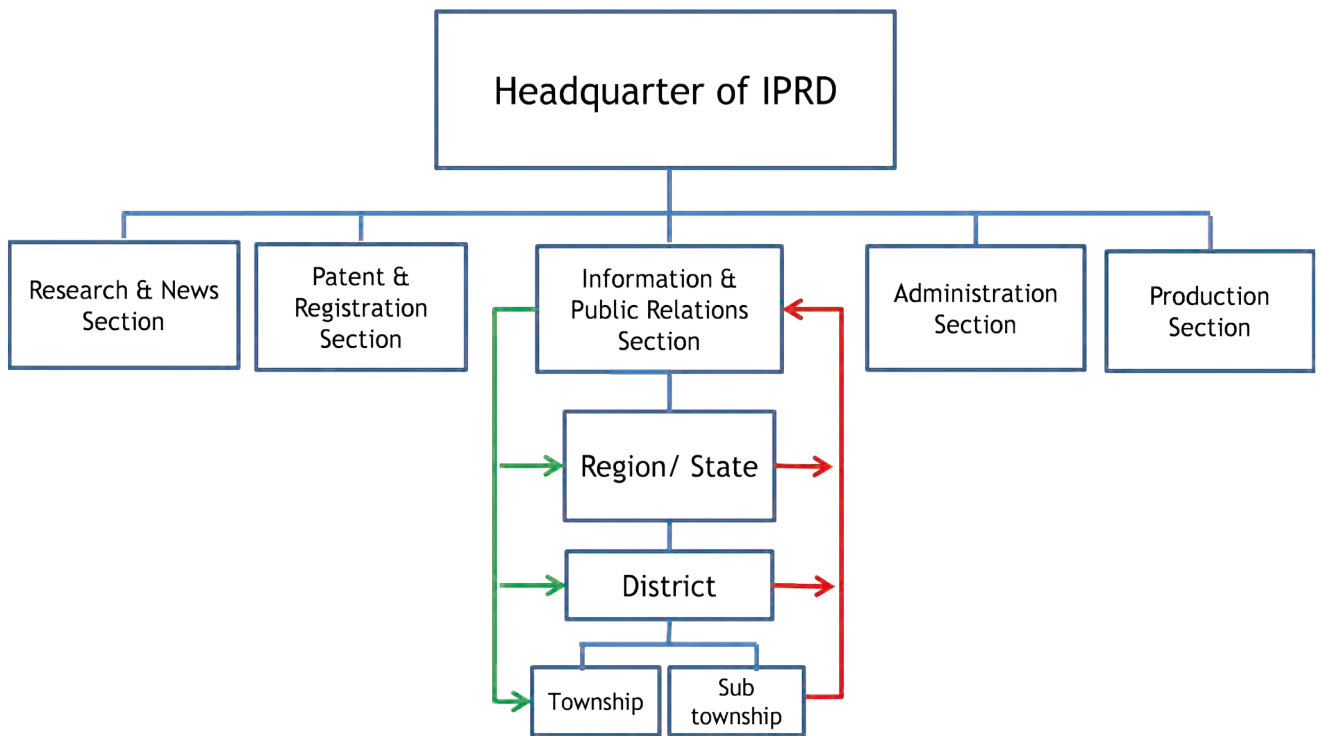 Headquarter of IPRD
Research & News
Section
Patent &
Registration
Section
Information &
Public Relations
Section
Administration
Section
Production
Section
Region/ State
District
Township
Sub
township